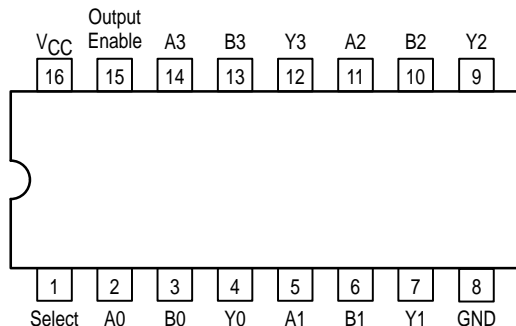 Output
VCC Enable A3 B3 Y3 A2 B2 Y2
16 15 14 13 12 11 10 9
1 2 3 4 5 6 7 8
Select A0 B0 Y0 A1 B1 Y1 GND